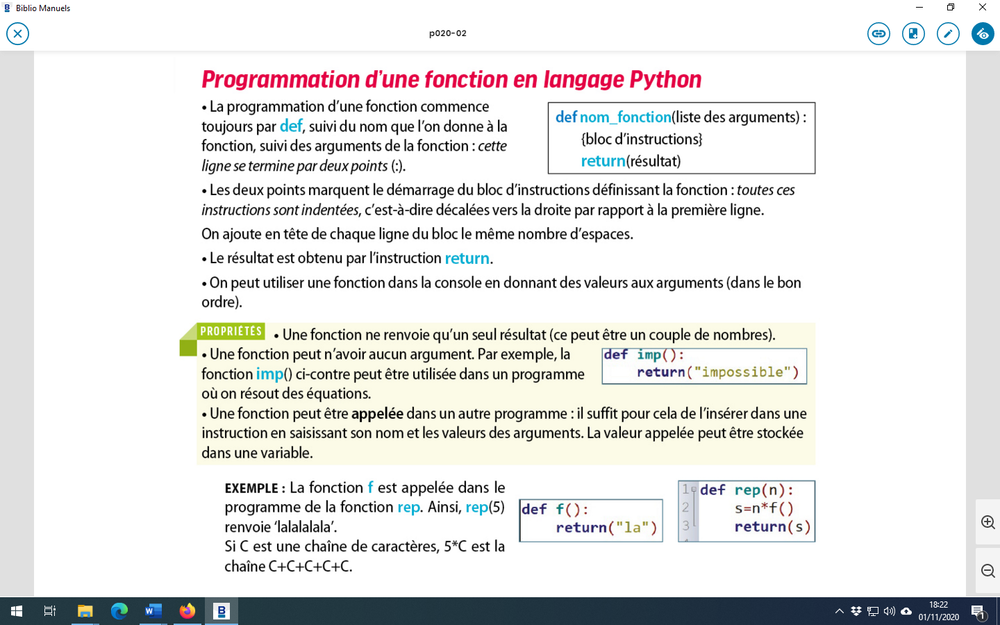 Biblio Manuels
p020-02
Programmation d’une fonction en langage Python
• La programmation d’une fonction commence
toujours par def, suivi du nom que l’on donne à la
fonction, suivi des arguments de la fonction : cette
ligne se termine par deux points (:).
def nom_fonction(liste des arguments) :
{bloc d’instructions}
return(résultat)
• Les deux points marquent le démarrage du bloc d’instructions définissant la fonction : toutes ces
instructions sont indentées, c’est-à-dire décalées vers la droite par rapport à la première ligne.
On ajoute en tête de chaque ligne du bloc le même nombre d’espaces.
• Le résultat est obtenu par l’instruction return.
• On peut utiliser une fonction dans la console en donnant des valeurs aux arguments (dans le bon
ordre).
PROPRIÉTÉS
• Une fonction ne renvoie qu’un seul résultat (ce peut être un couple de nombres).
• Une fonction peut n’avoir aucun argument. Par exemple, la
fonction imp() ci-contre peut être utilisée dans un programme
où on résout des équations.
def imp():
return("impossible")
• Une fonction peut être appelée dans un autre programme : il suffit pour cela de l’insérer dans une
instruction en saisissant son nom et les valeurs des arguments. La valeur appelée peut être stockée
dans une variable.
EXEMPLE : La fonction f est appelée dans le
programme de la fonction rep. Ainsi, rep(5)
renvoie ‘lalalalala’.
Si C est une chaîne de caractères, 5*C est la
chaîne C+C+C+C+C.
def f():
return("la")
1 def rep(n):
2 s=n*f()
3 return(s)
18:22
01/11/2020
1